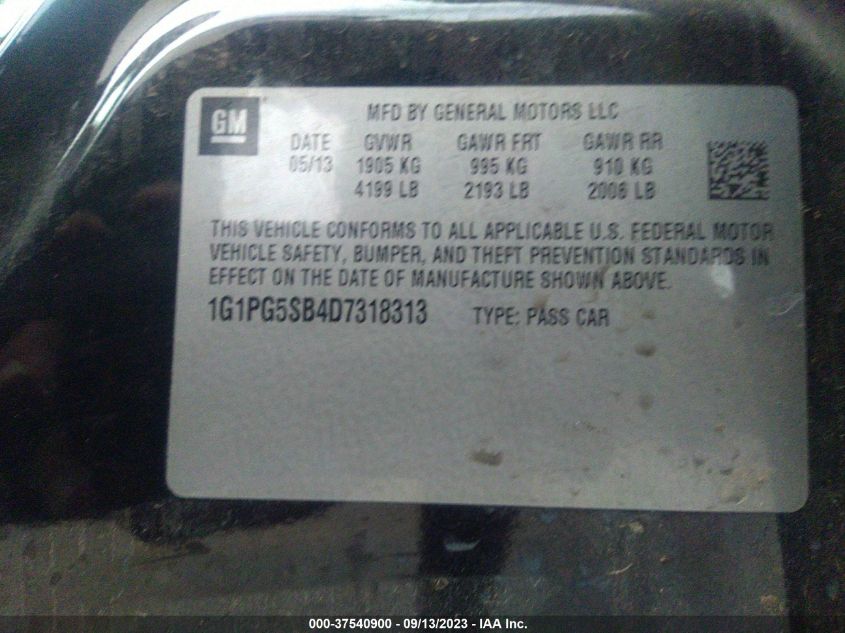 GM
MFD BY GENERAL MOTORS LLC
DATE GVWR GAWR FRT GAWR RR
05/13 1905 KG 995 KG 910 KG
4199 LB 2193 LB 2006 LB
THIS VEHICLE CONFORMS TO ALL APPLICABLE U.S. FEDERAL MOTOR
VEHICLE SAFETY, BUMPER, AND THEFT PREVENTION STANDARDS IN
EFFECT ON THE DATE OF MANUFACTURE SHOWN ABOVE.
1G1PG5SB4D7318313 TYPE: PASS CAR
000-37540900 - 09/13/2023 - IAA Inc.